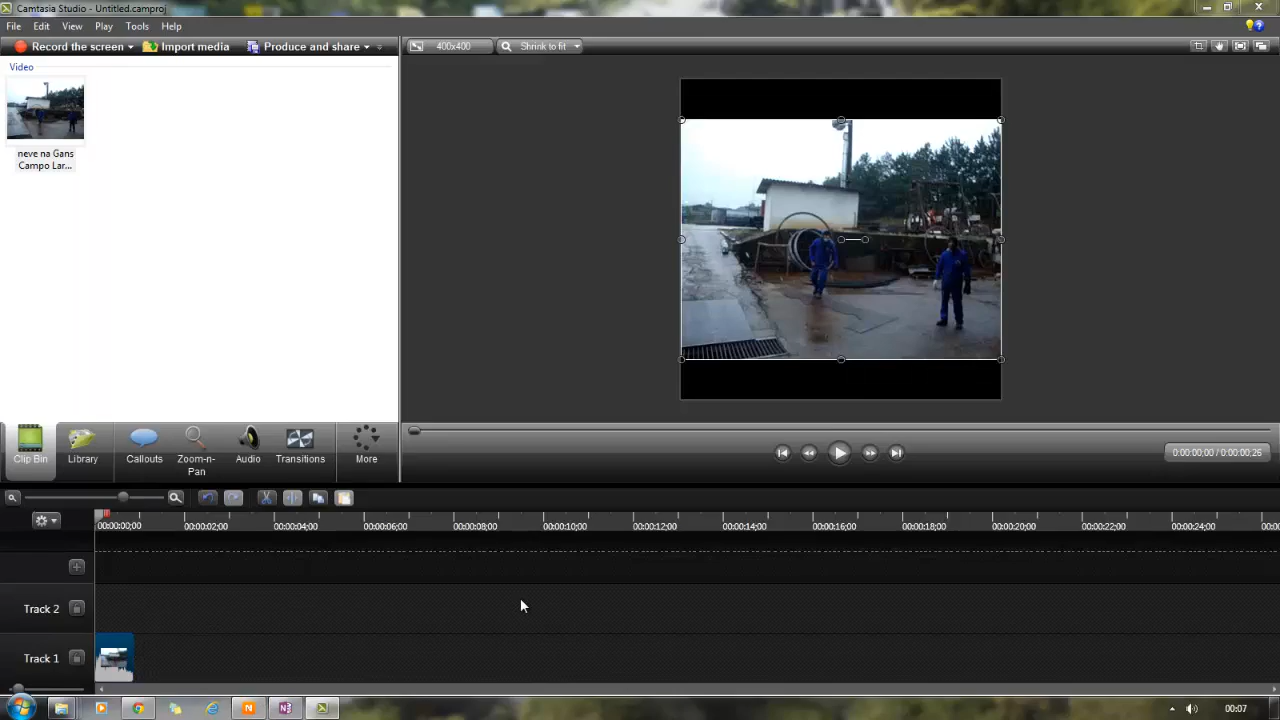 Camtasia Studio - Untitled.camproj
File Edit View Play Tools Help
Record the screen Import media Produce and share
400x400 Shrink to fit
Video
neve na Gans
Campo Lar...
Clip Bin Library Callouts Zoom-n-
Pan Audio Transitions More
0:00:00;00 / 0:00:00;26
00:00:00;00 00:00:02;00 00:00:04;00 00:00:06;00 00:00:08;00 00:00:10;00 00:00:12;00 00:00:14;00 00:00:16;00 00:00:18;00 00:00:20;00 00:00:22;00 00:00:24;00 00:0
Track 2
Track 1
00:07